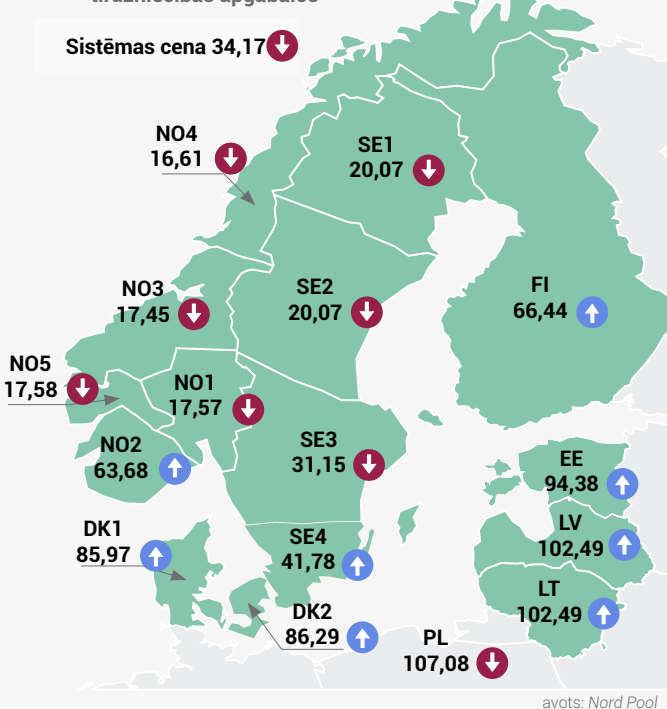 tirdzniecības apgabalos
Sistēmas cena 34,17
NO4
16,61
SE1
20,07
NO3
17,45
SE2
20,07
FI
66,44
NO5
17,58
NO1
17,57
NO2
63,68
SE3
31,15
EE
94,38
DK1
85,97
SE4
41,78
LV
102,49
LT
102,49
DK2
86,29
PL
107,08
avots: Nord Pool